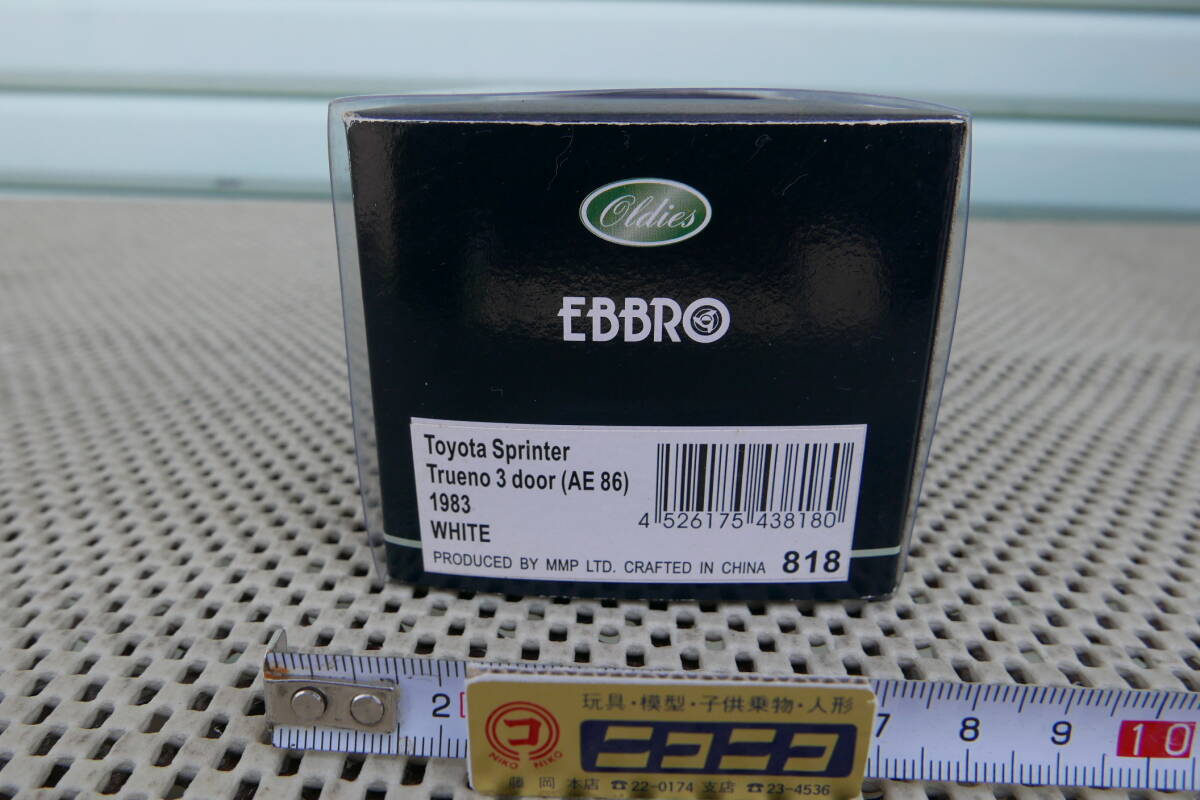 Oldies
EBBRO
Toyota Sprinter
Trueno 3 door (AE 86)
1983
WHITE
4 526175 438180
PRODUCED BY MMP LTD. CRAFTED IN CHINA 818
2
7 8 9 10
玩具・模型・子供乗物・人形
コ
NIKO NIKO
ニコニコ
藤岡 本店 ☎22-0174 支店 ☎23-4536